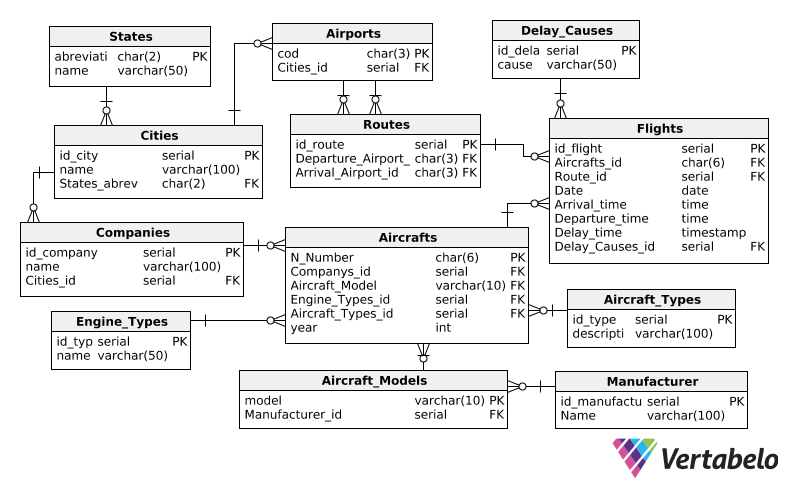 States
abreviati char(2) PK
name varchar(50)
Airports
cod char(3) PK
Cities_id serial FK
Delay_Causes
id_dela serial PK
cause varchar(50)
Cities
id_city serial PK
name varchar(100)
States_abrev char(2) FK
Routes
id_route serial PK
Departure_Airport_ char(3) FK
Arrival_Airport_id char(3) FK
Flights
id_flight serial PK
Aircrafts_id char(6) FK
Route_id serial FK
Date date
Arrival_time time
Departure_time time
Delay_time timestamp
Delay_Causes_id serial FK
Companies
id_company serial PK
name varchar(100)
Cities_id serial FK
Aircrafts
N_Number char(6) PK
Companys_id serial FK
Aircraft_Model varchar(10) FK
Engine_Types_id serial FK
Aircraft_Types_id serial FK
year int
Engine_Types
id_typ serial PK
name varchar(50)
Aircraft_Types
id_type serial PK
descripti varchar(100)
Aircraft_Models
model varchar(10) PK
Manufacturer_id serial FK
Manufacturer
id_manufactu serial PK
Name varchar(100)
Vertabelo